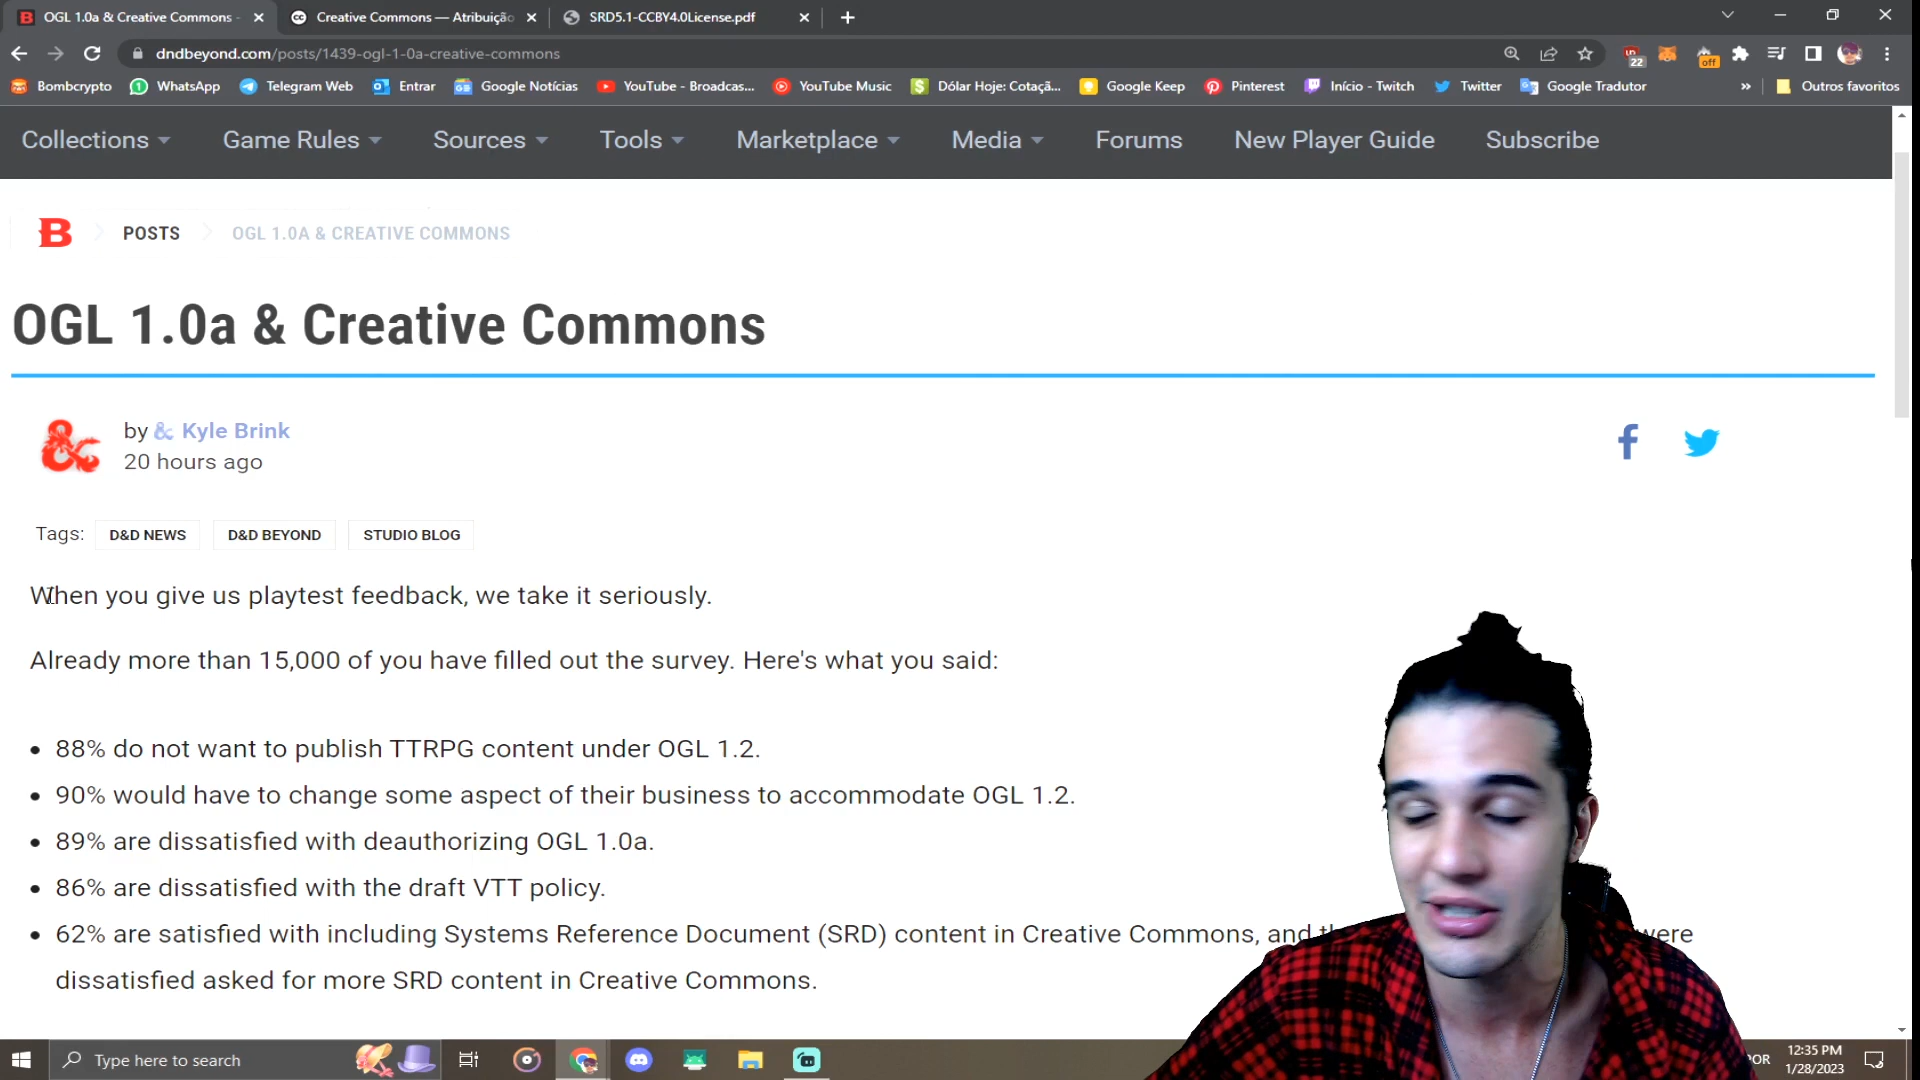 OGL 1.0a & Creative Commons -
Creative Commons — Atribuição
SRD5.1-CCBY4.0License.pdf
dndbeyond.com/posts/1439-ogl-1-0a-creative-commons
22
off
Bombcrypto
WhatsApp
Telegram Web
Entrar
Google Notícias
YouTube - Broadcas...
YouTube Music
Dólar Hoje: Cotaçã...
Google Keep
Pinterest
Início - Twitch
Twitter
Google Tradutor
»
Outros favoritos
Collections
Game Rules
Sources
Tools
Marketplace
Media
Forums
New Player Guide
Subscribe
B
POSTS
OGL 1.0A & CREATIVE COMMONS
OGL 1.0a & Creative Commons
by & Kyle Brink
20 hours ago
Tags: D&D NEWS D&D BEYOND STUDIO BLOG
When you give us playtest feedback, we take it seriously.
Already more than 15,000 of you have filled out the survey. Here's what you said:
• 88% do not want to publish TTRPG content under OGL 1.2.
• 90% would have to change some aspect of their business to accommodate OGL 1.2.
• 89% are dissatisfied with deauthorizing OGL 1.0a.
• 86% are dissatisfied with the draft VTT policy.
• 62% are satisfied with including Systems Reference Document (SRD) content in Creative Commons, and were
dissatisfied asked for more SRD content in Creative Commons.
Type here to search
12:35 PM
1/28/2023